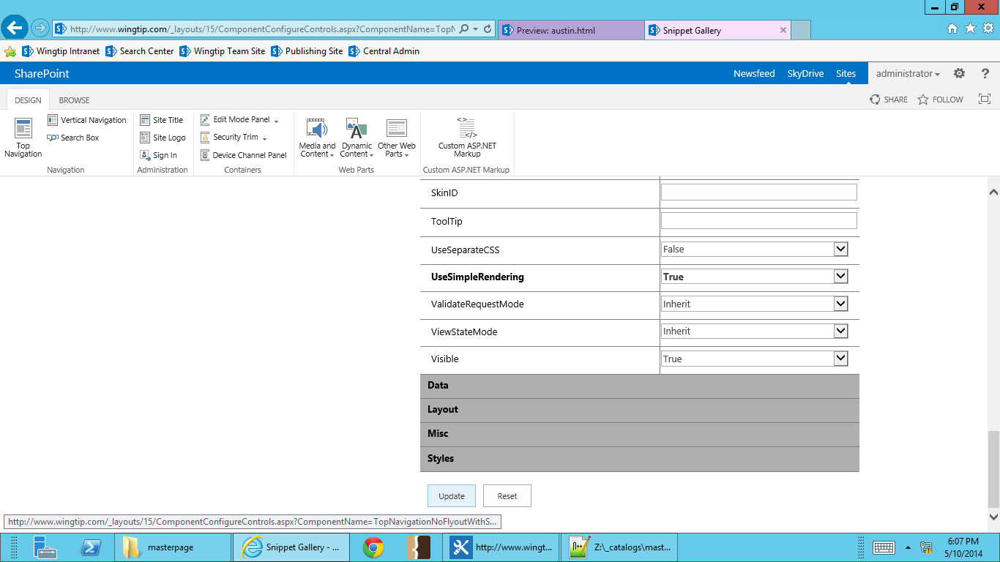 http://www.wingtip.com/_layouts/15/ComponentConfigureControls.aspx?ComponentName=TopN
Preview: austin.html
Snippet Gallery
Wingtip Intranet
Search Center
Wingtip Team Site
Publishing Site
Central Admin
SharePoint
Newsfeed
SkyDrive
Sites
administrator
?
DESIGN
BROWSE
SHARE
FOLLOW
Top
Navigation
Vertical Navigation
Search Box
Navigation
Site Title
Site Logo
Sign In
Administration
Edit Mode Panel
Security Trim
Device Channel Panel
Containers
Media and
Content
Dynamic
Content
Other Web
Parts
Web Parts
<>
</>
Custom ASP.NET
Markup
Custom ASP.NET Markup
SkinID
ToolTip
UseSeparateCSS
False
UseSimpleRendering
True
ValidateRequestMode
Inherit
ViewStateMode
Inherit
Visible
True
Data
Layout
Misc
Styles
Update
Reset
http://www.wingtip.com/_layouts/15/ComponentConfigureControls.aspx?ComponentName=TopNavigationNoFlyoutWithS...
masterpage
Snippet Gallery - ...
http://www.wingt...
Z:\_catalogs\mast...
6:07 PM
5/10/2014